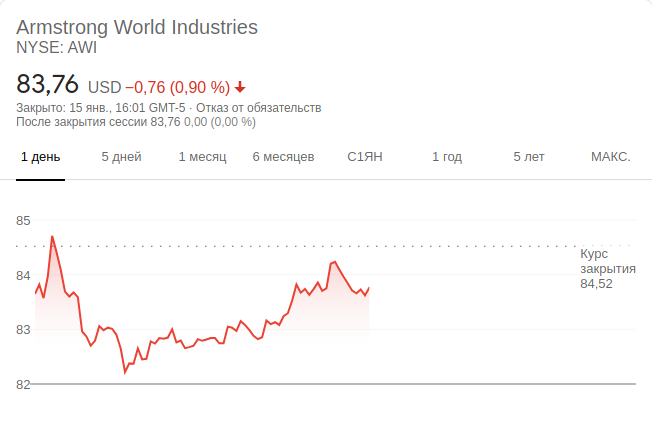 Armstrong World Industries
NYSE: AWI
83,76 USD −0,76 (0,90 %)
Закрыто: 15 янв., 16:01 GMT-5 · Отказ от обязательств
После закрытия сессии 83,76 0,00 (0,00 %)
1 день 5 дней 1 месяц 6 месяцев С1ЯН 1 год 5 лет МАКС.
85
Курс
закрытия
84,52
84
83
82